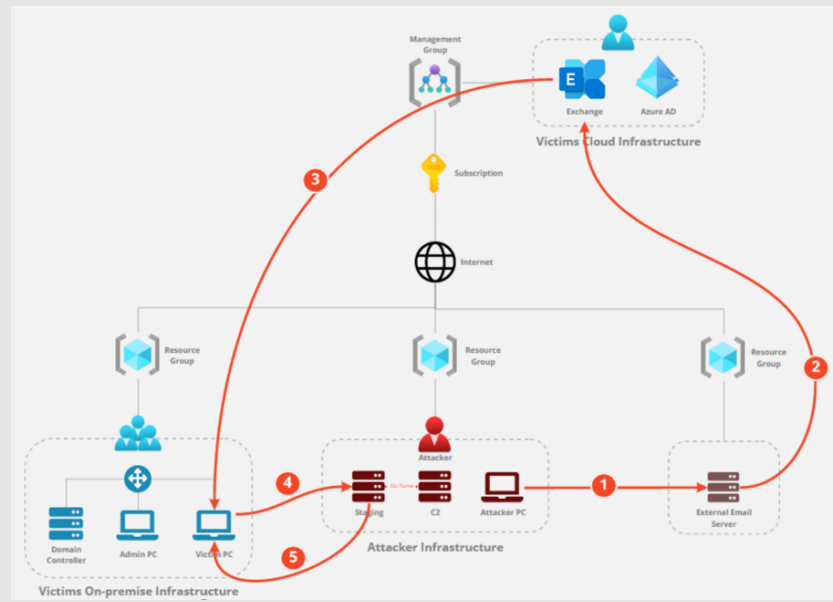 Management
Group
E
Exchange
Azure AD
Victims Cloud Infrastructure
3
Subscription
Internet
Resource
Group
Resource
Group
2
Resource
Group
Attacker
4
1
Staging
C2
Attacker PC
External Email
Server
Domain
Controller
Admin PC
Victim PC
5
Attacker Infrastructure
Victims On-premise Infrastructure